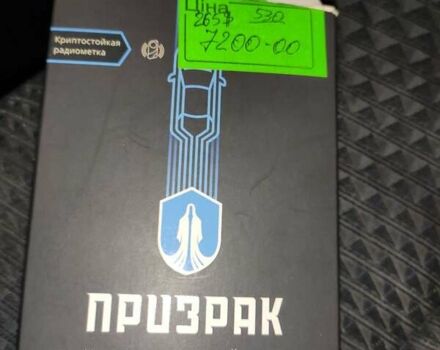 Ціна
265$ 530
7200-00
Криптостойкая
радиометка
ПРИЗРАК